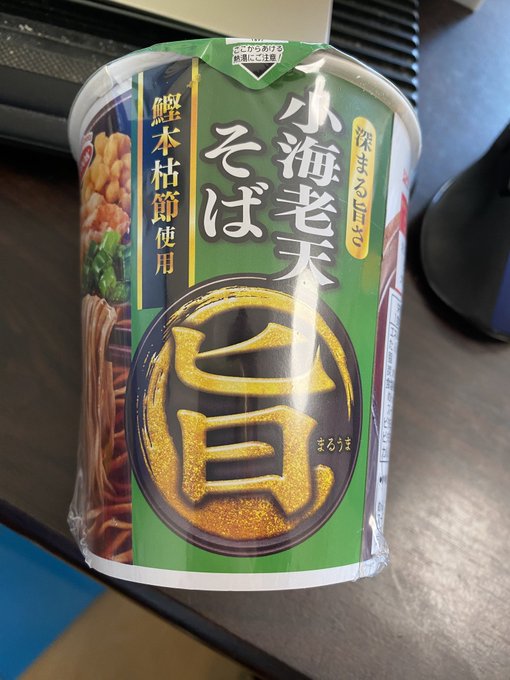 ここからあける
熱湯にご注意!
深まる旨さ
小海老天
そば
鰹本枯節使用
旨
まるうま